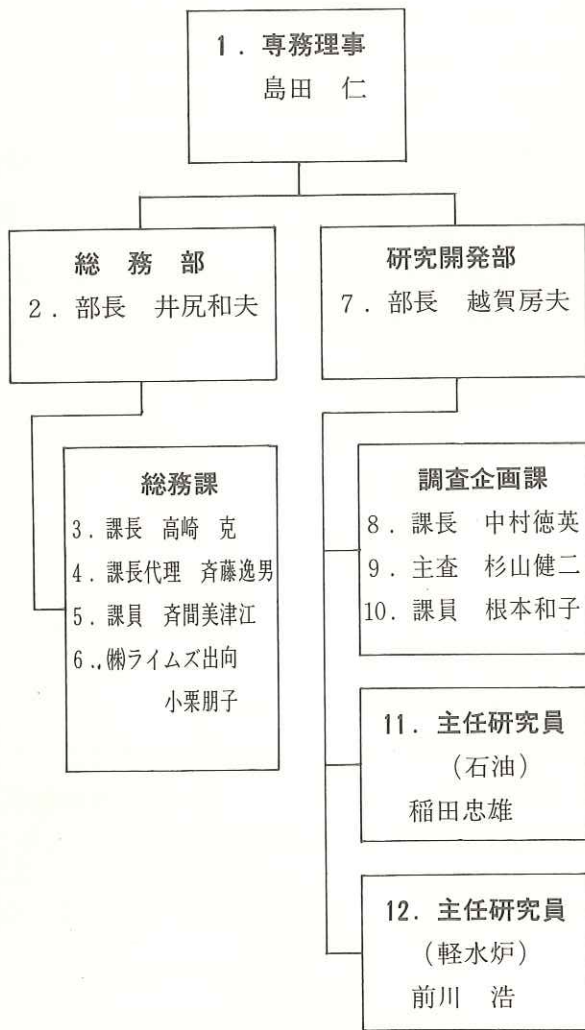 1．専務理事
島田　仁
総　務　部
2．部長　井尻和夫
総務課
3．課長　高崎　克
4．課長代理　斉藤逸男
5．課員　斉間美津江
6．㈱ライムズ出向
小栗朋子
研究開発部
7．部長　越賀房夫
調査企画課
8．課長　中村徳英
9．主査　杉山健二
10．課員　根本和子
11．主任研究員
（石油）
稲田忠雄
12．主任研究員
（軽水炉）
前川　浩